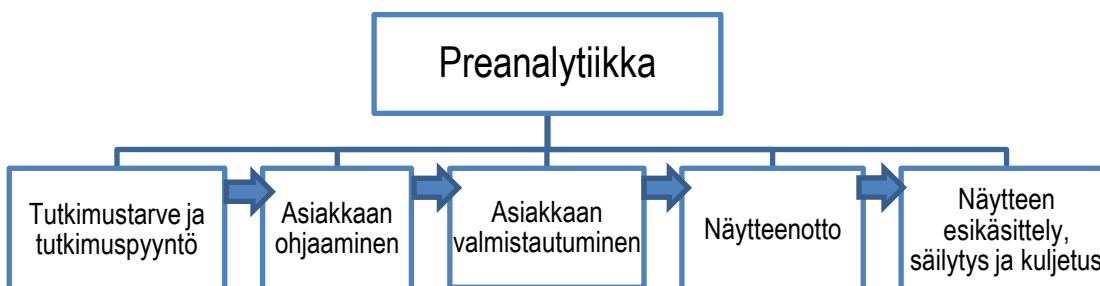 Preanalytiikka
Tutkimustarve ja
tutkimuspyyntö
Asiakkaan
ohjaaminen
Asiakkaan
valmistautuminen
Näytteenotto
Näytteen
esikäsittely,
säilytys ja kuljetus